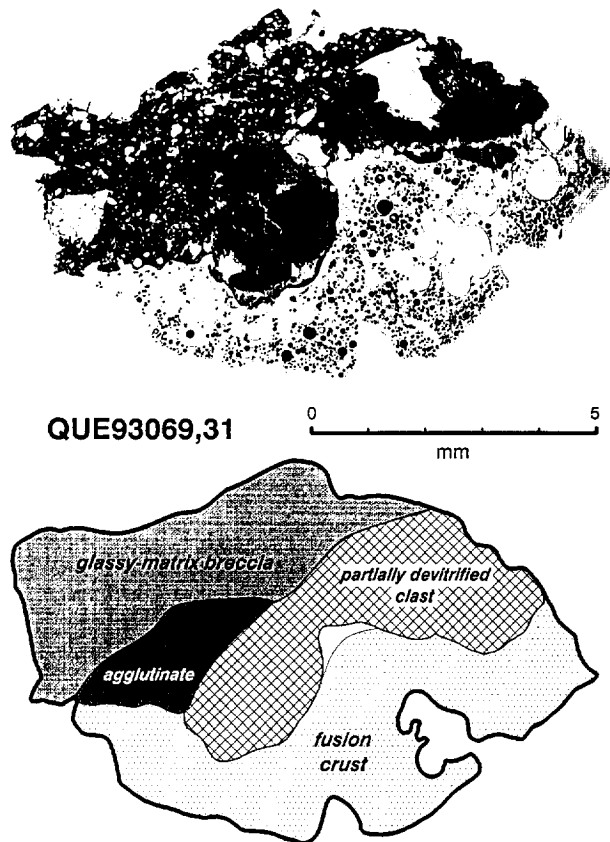 QUE93069,31
0 5
mm
glassy-matrix breccia
partially devitrified
clast
agglutinate
fusion
crust